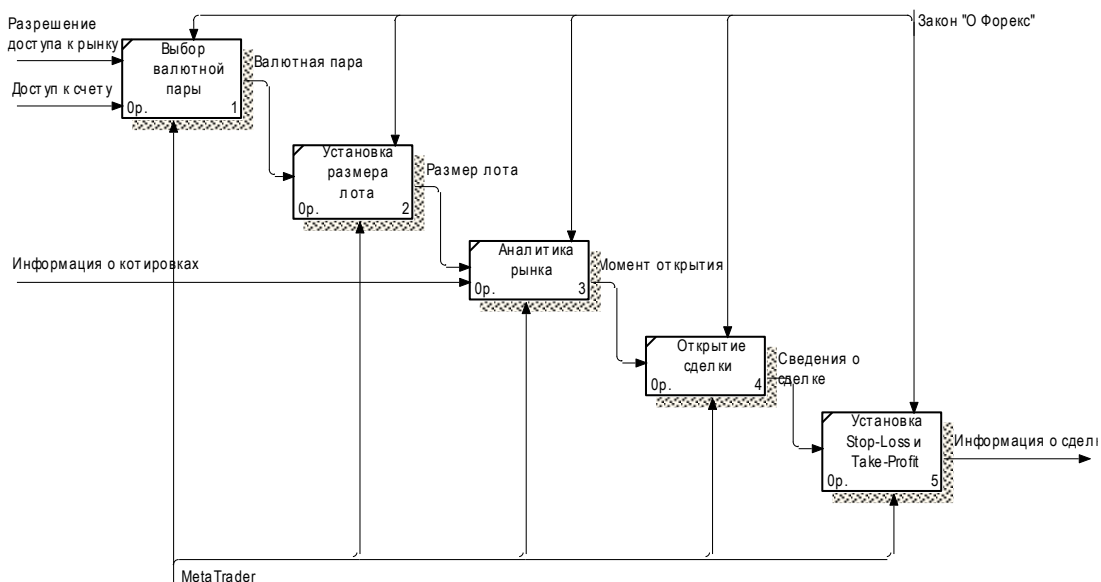 Разрешение
доступа к рынку
Закон "О Форекс"
Выбор
валютной
пары
0р. 1
Валютная пара
Доступ к счету
Установка
размера
лота
0р. 2
Размер лота
Информация о котировках
Аналитика
рынка
0р. 3
Момент открытия
Открытие
сделки
0р. 4
Сведения о
сделке
Установка
Stop-Loss и
Take-Profit
0р. 5
Информация о сдел
MetaTrader